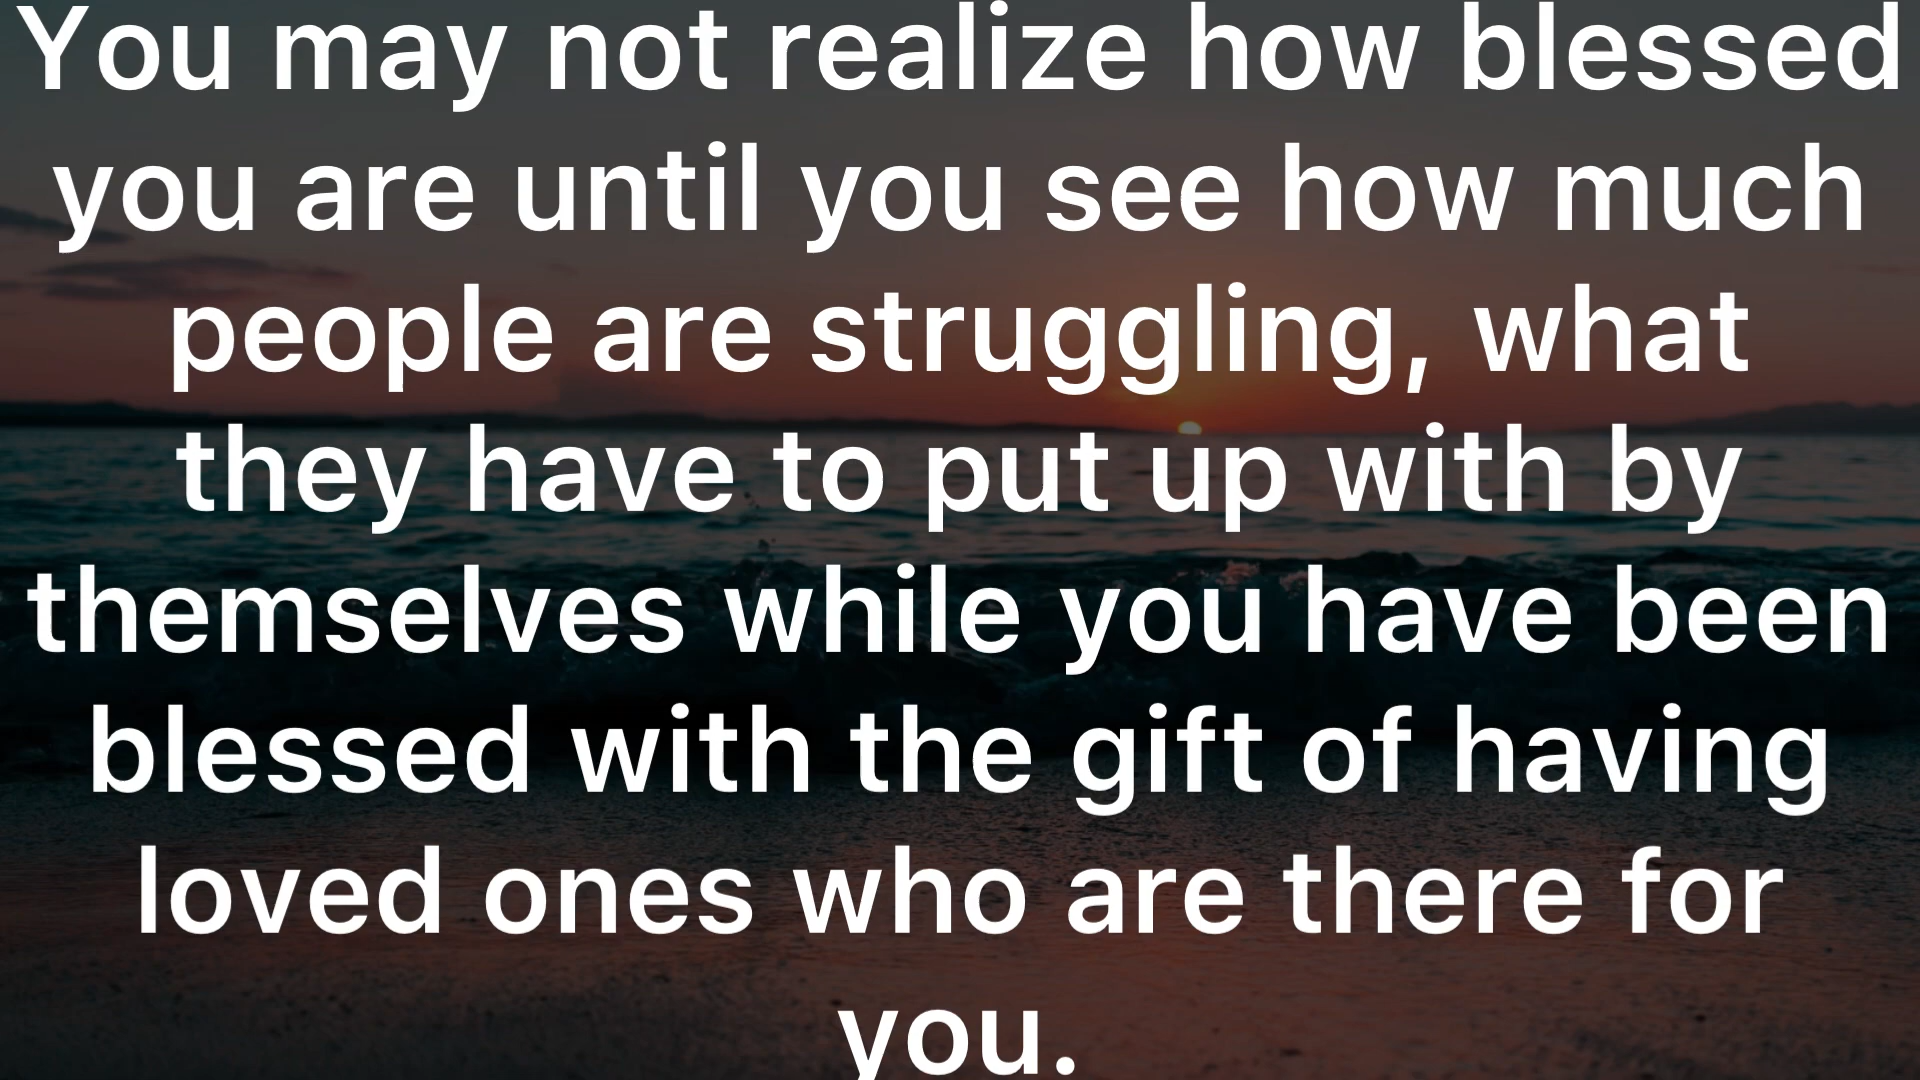 You may not realize how blessed
you are until you see how much
people are struggling, what
they have to put up with by
themselves while you have been
blessed with the gift of having
loved ones who are there for
you.